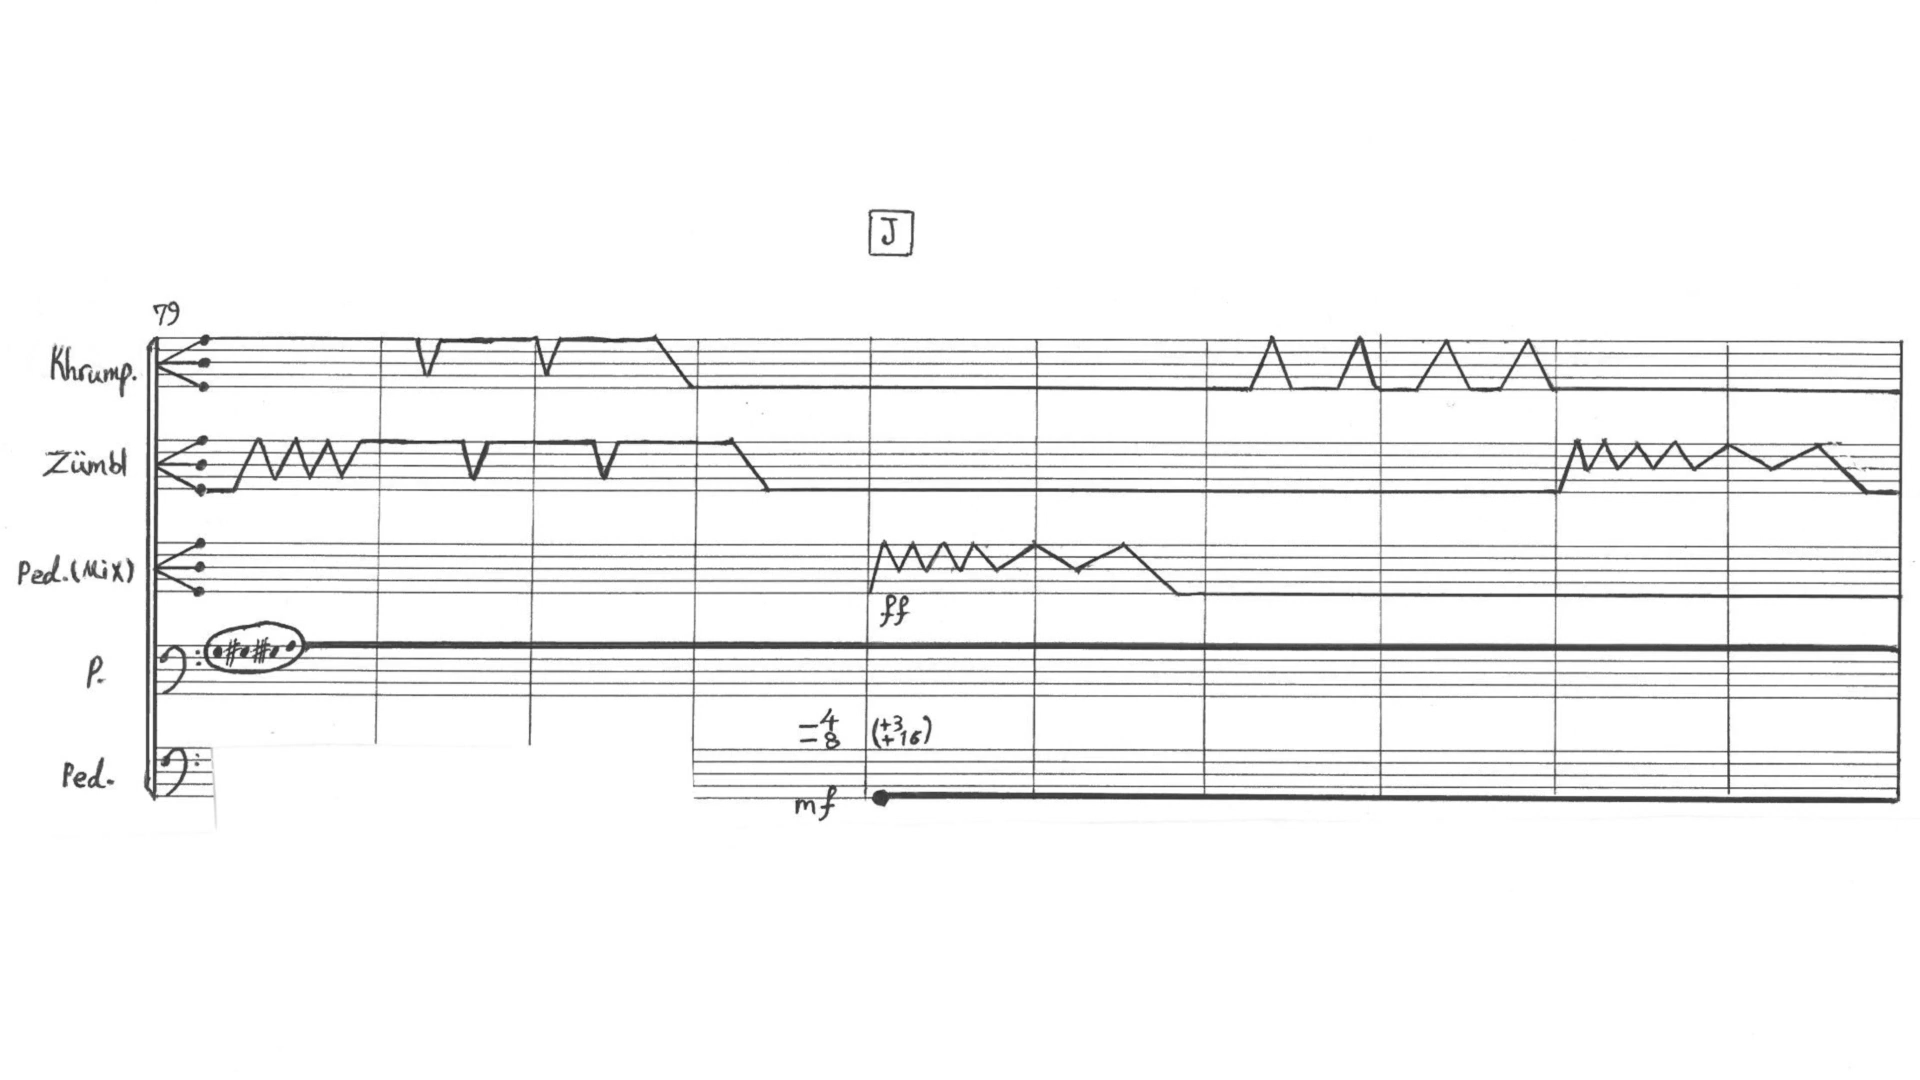 J
79
Khrump.
Zümbl
Ped.(Mix)
ff
P.
-4 (+3
-8 +16)
Ped.
mf